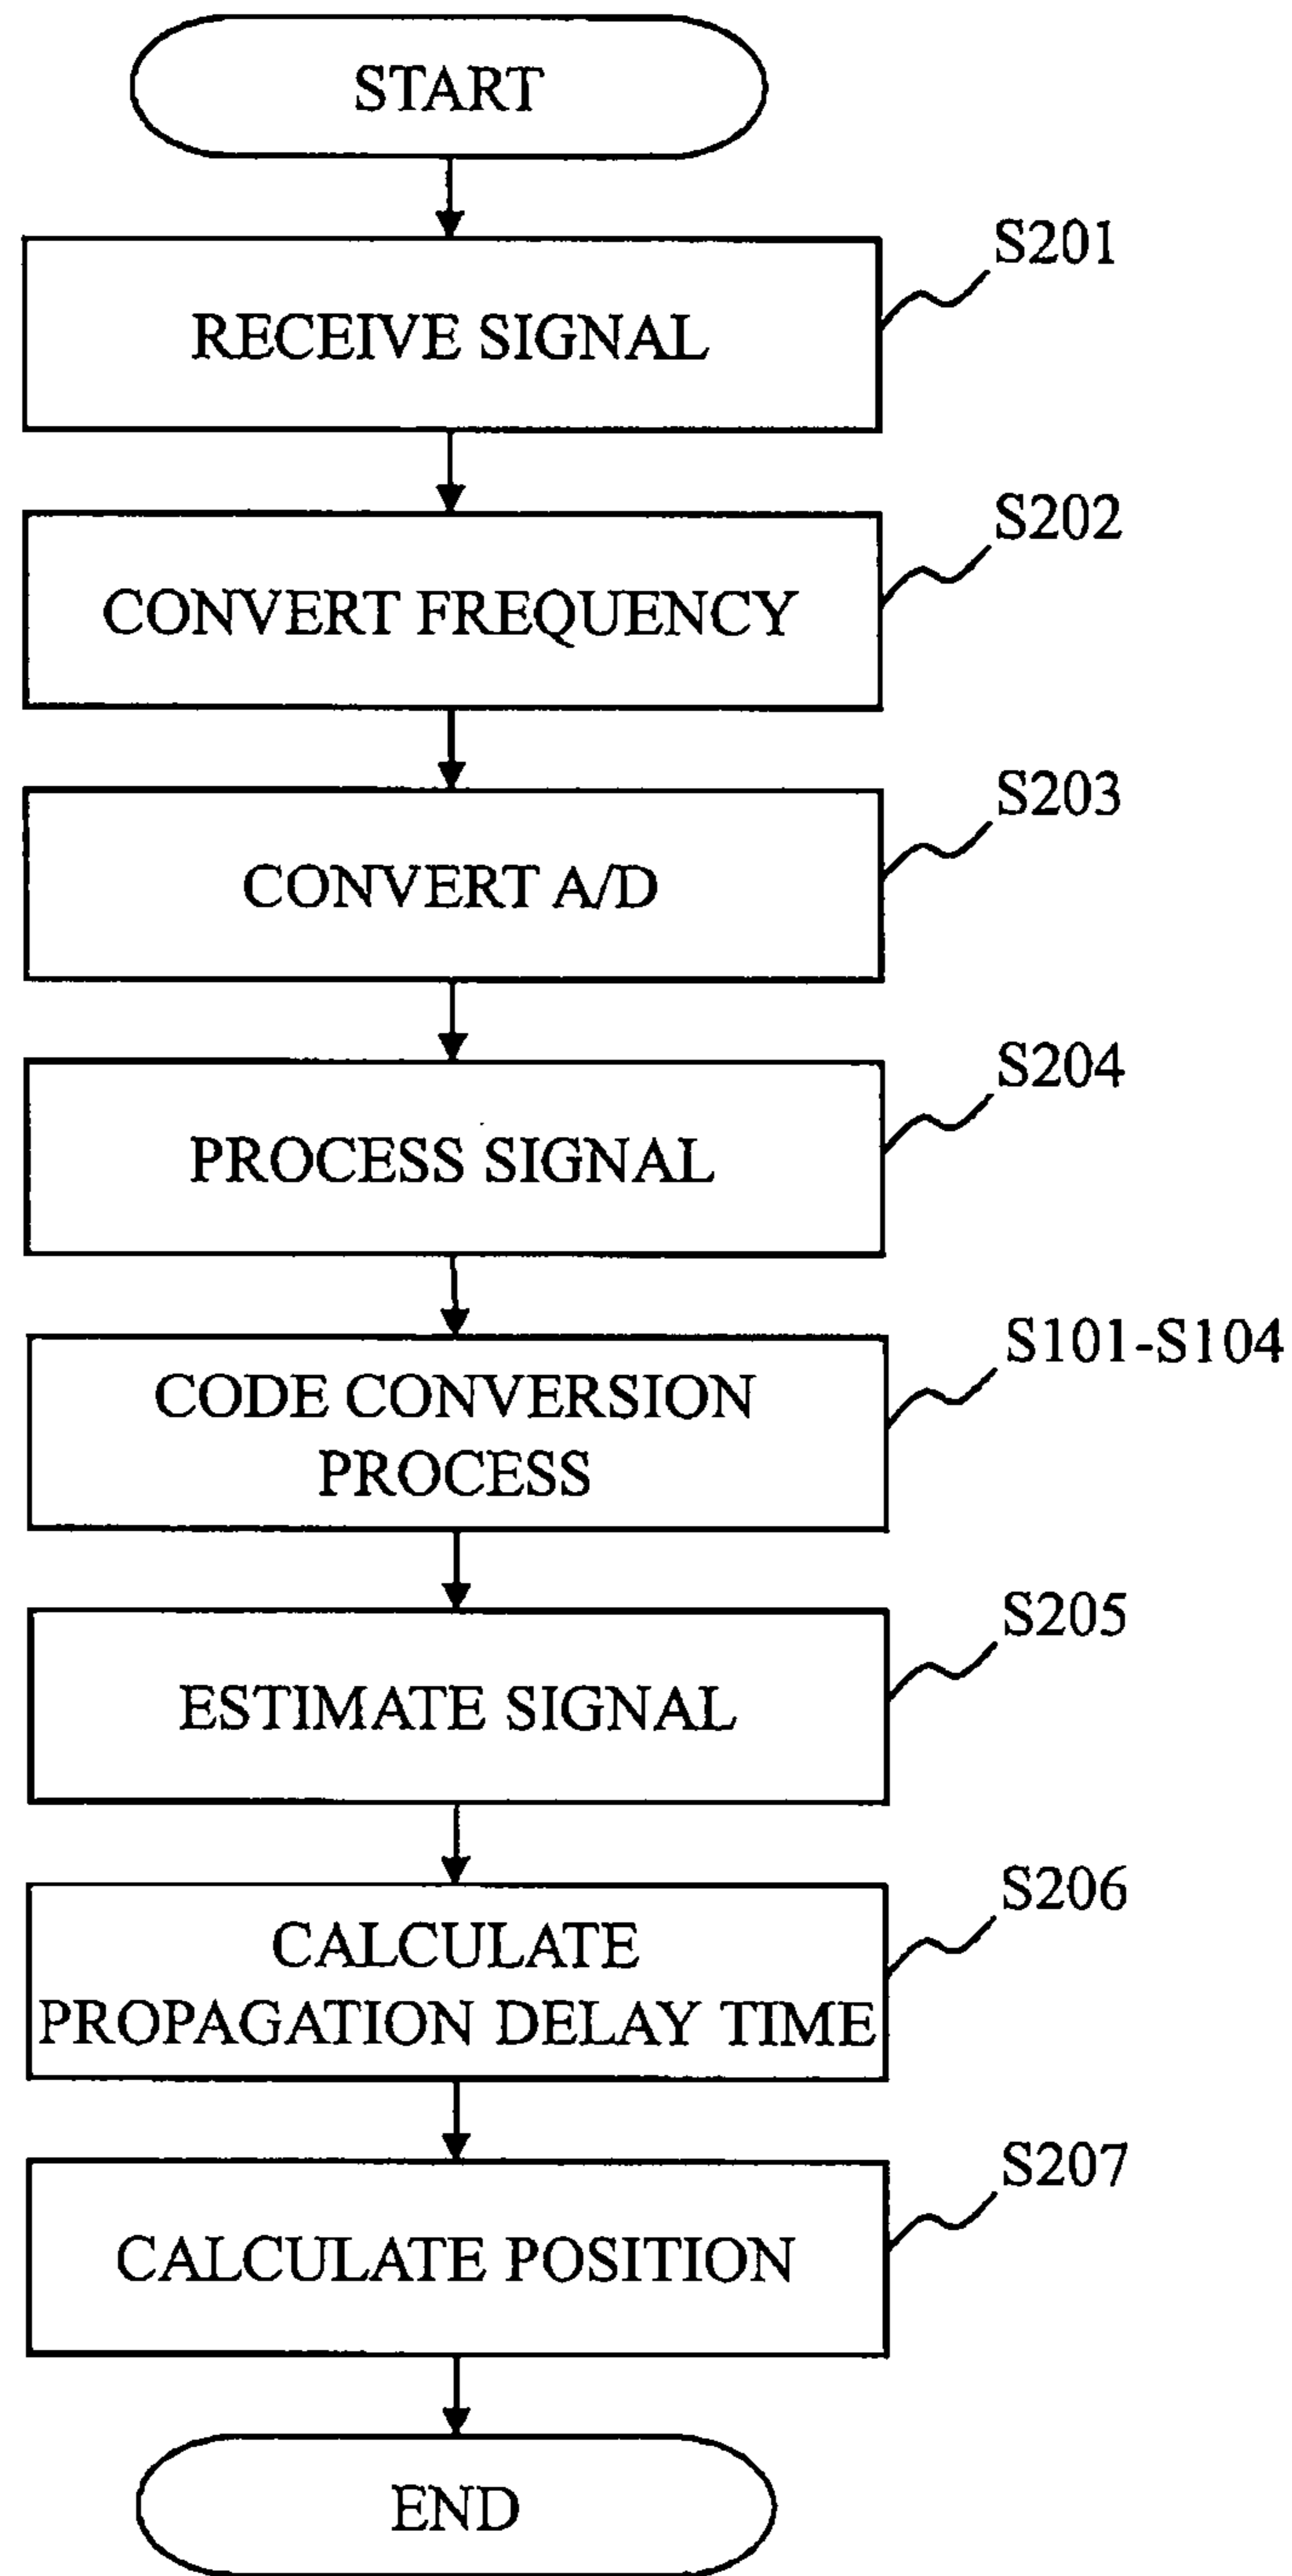 START
S201
RECEIVE SIGNAL
S202
CONVERT FREQUENCY
S203
CONVERT A/D
S204
PROCESS SIGNAL
S101-S104
CODE CONVERSION
PROCESS
S205
ESTIMATE SIGNAL
S206
CALCULATE
PROPAGATION DELAY TIME
S207
CALCULATE POSITION
END